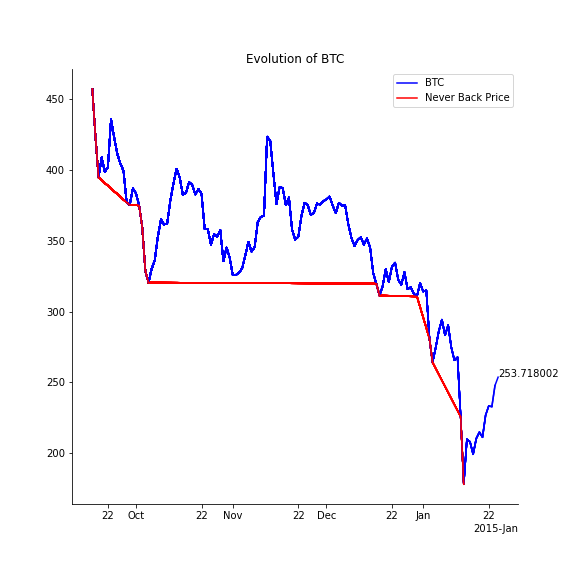 Evolution of BTC
BTC
Never Back Price
450
400
350
300
250
200
253.718002
22 Oct 22 Nov 22 Dec 22 Jan 22
2015-Jan